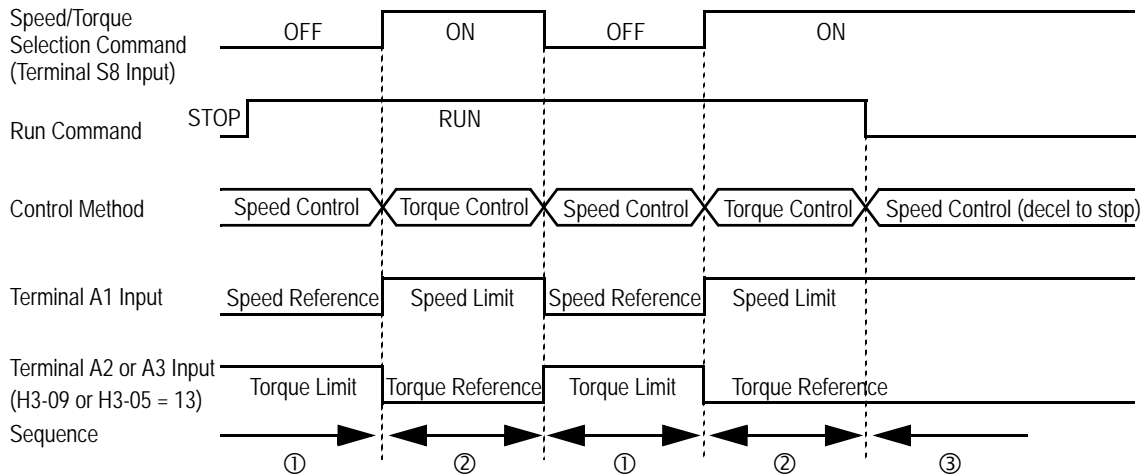 Speed/Torque
Selection Command
(Terminal S8 Input)
OFF ON OFF ON
Run Command
STOP RUN
Control Method
Speed Control Torque Control Speed Control Torque Control Speed Control (decel to stop)
Terminal A1 Input
Speed Reference Speed Limit Speed Reference Speed Limit
Terminal A2 or A3 Input
(H3-09 or H3-05 = 13)
Torque Limit Torque Reference Torque Limit Torque Reference
Sequence
① ② ① ② ③